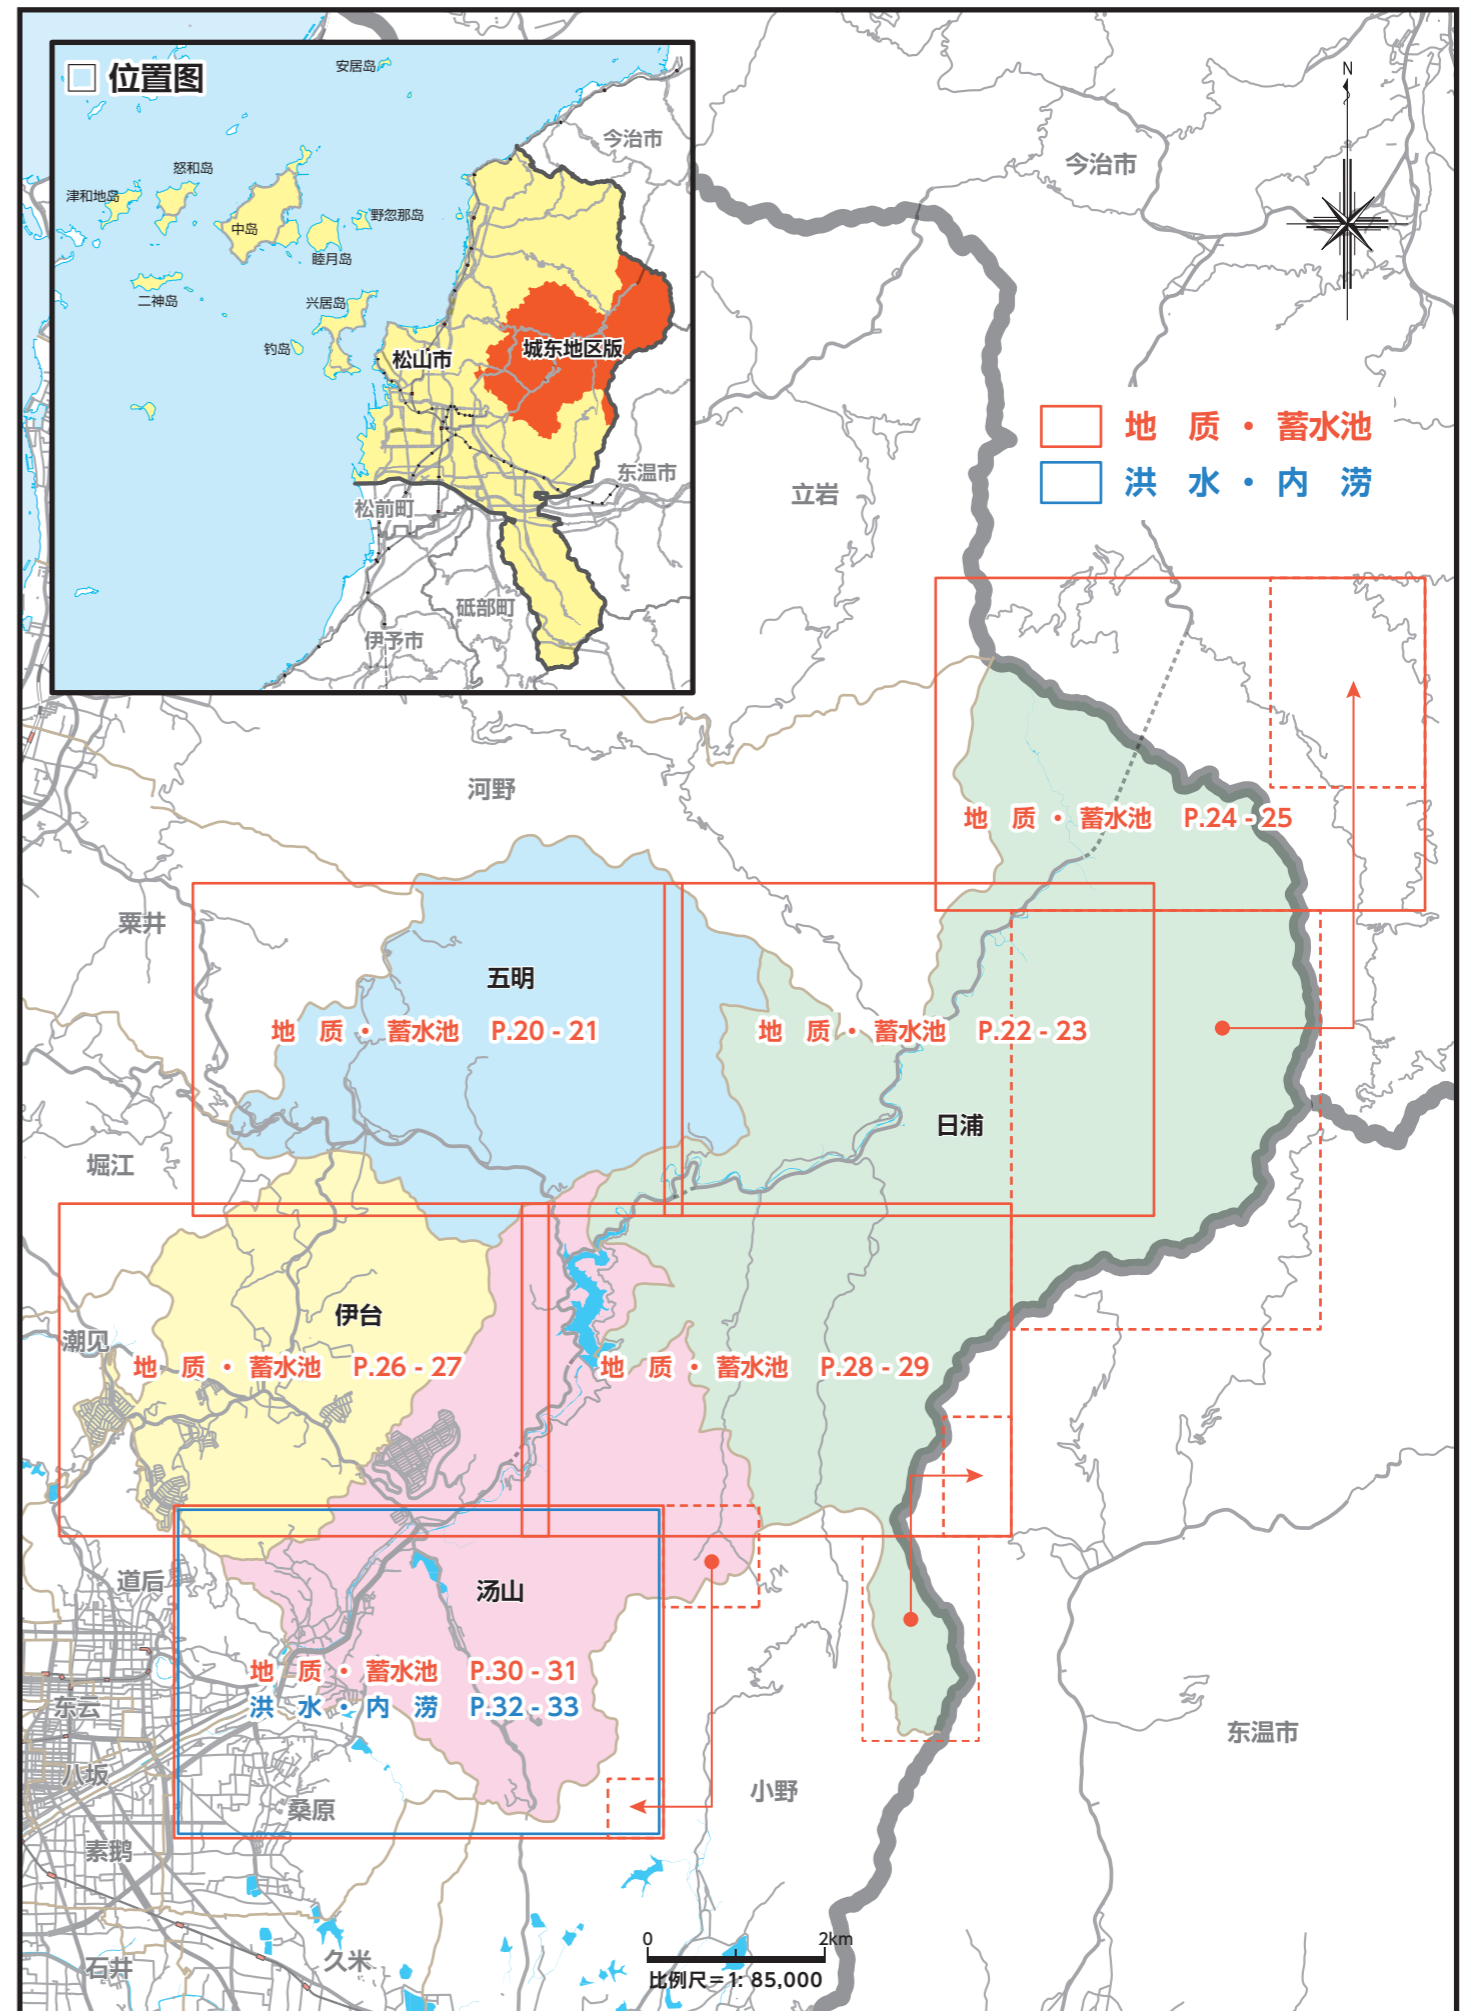 位置图
安居岛
今治市
怒和岛
津和地岛
野忽那岛
中岛
睦月岛
二神岛
兴居岛
钓岛
松山市
城东地区版
东温市
松前町
砥部町
伊予市
N
今治市
地 质 · 蓄水池
洪 水 · 内 涝
立岩
河野
地 质 · 蓄水池 P.24 - 25
粟井
五明
地 质 · 蓄水池 P.20 - 21
地 质 · 蓄水池 P.22 - 23
日浦
堀江
伊台
潮见
地 质 · 蓄水池 P.26 - 27
地 质 · 蓄水池 P.28 - 29
道后
汤山
地 质 · 蓄水池 P.30 - 31
洪 水 · 内 涝 P.32 - 33
东云
东温市
八坂
小野
桑原
素鹅
久米
石井
0 2km
比例尺＝1: 85,000